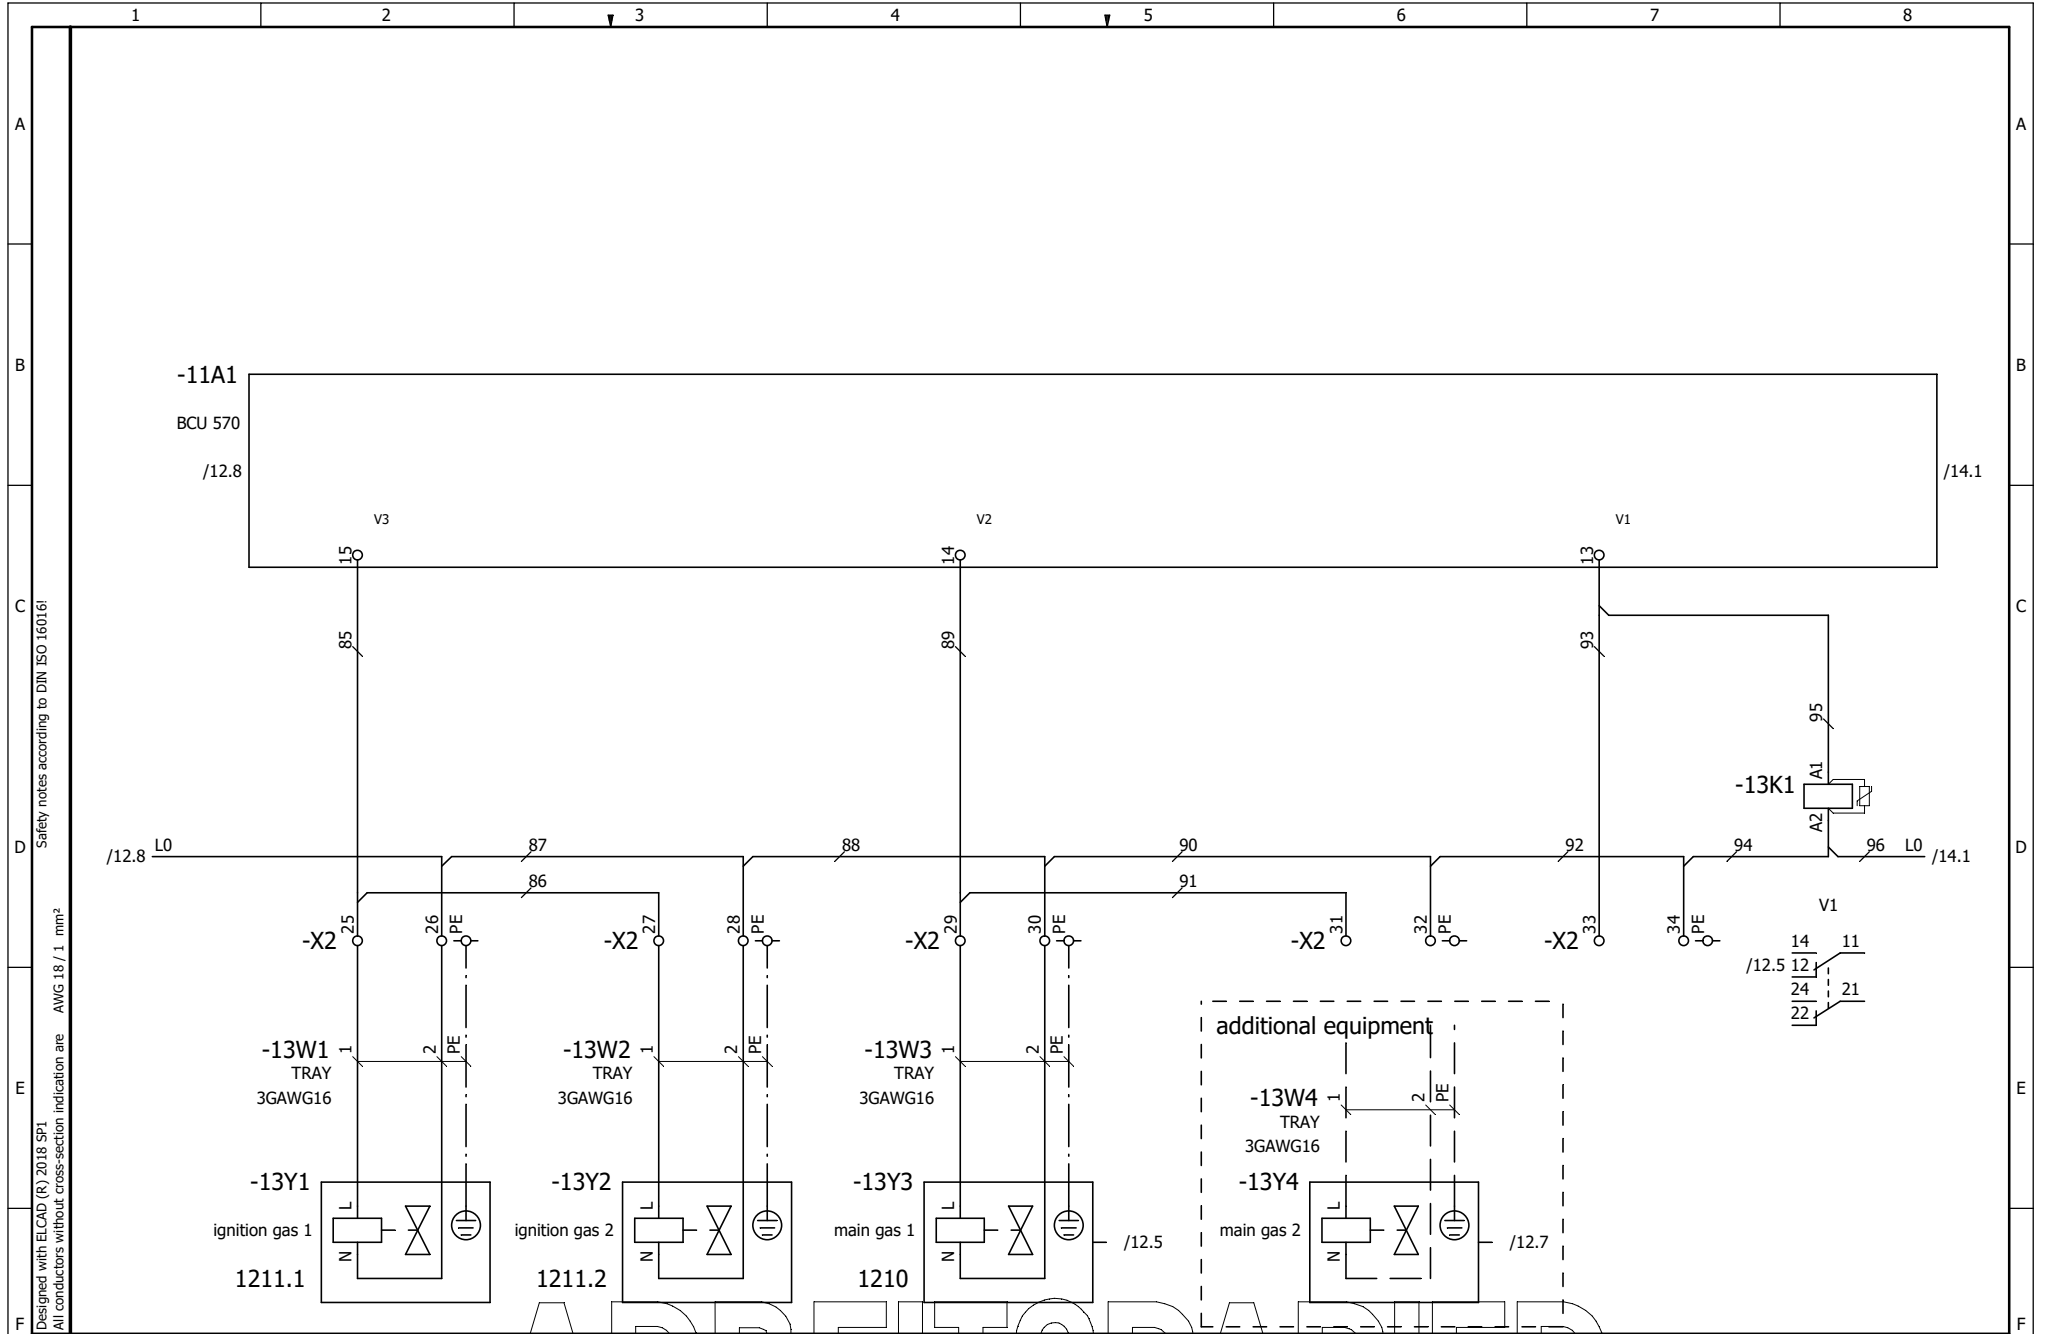 1 2 3 4 5 6 7 8
A A
B B
-11A1
BCU 570
/12.8 /14.1
V3 V2 V1
15 14 13
C C
85 89 93
95
-13K1 A1
A2
D D
/12.8 L0 87 88 90 92 94 96 L0 /14.1
86 91
V1
-X2 25 26 PE -X2 27 28 PE -X2 29 30 PE -X2 31 32 PE -X2 33 34 PE
14 11
/12.5 12
24 21
22
additional equipment
-13W1 1 2 PE -13W2 1 2 PE -13W3 1 2 PE
TRAY TRAY TRAY
3GAWG16 3GAWG16 3GAWG16
E E
-13W4 1 2 PE
TRAY
3GAWG16
-13Y1 -13Y2 -13Y3 -13Y4
L L L L
ignition gas 1 ignition gas 2 main gas 1 main gas 2
/12.5 /12.7
N N N N
1211.1 1211.2 1210
F F
Safety notes according to DIN ISO 16016!
Designed with ELCAD (R) 2018 SP1
All conductors without cross-section indication are AWG 18 / 1 mm²